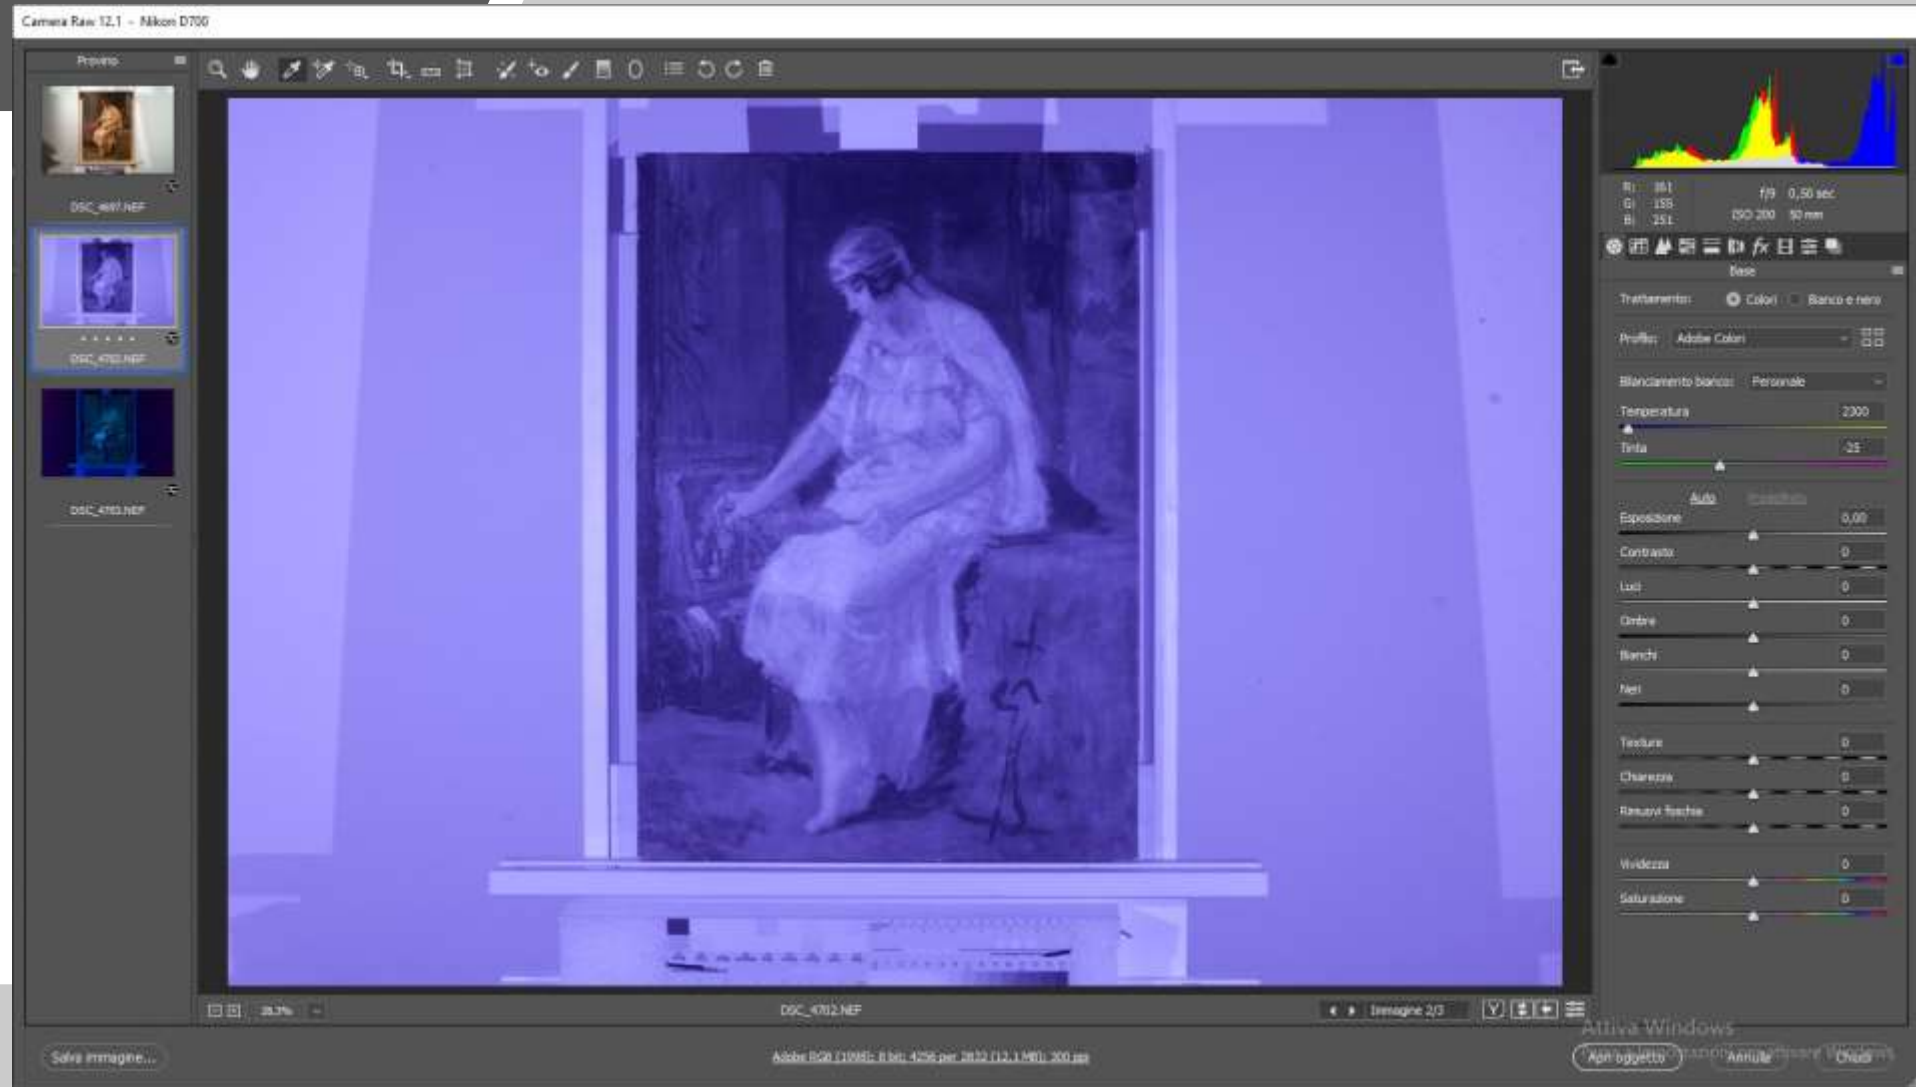 Camera Raw 12.1 - Nikon D700
Provino
DSC_4697.NEF
DSC_4702.NEF
DSC_4703.NEF
R: 161
G: 155
B: 251
f/9 0,50 sec
ISO 200 50 mm
Base
Trattamento: Colori Bianco e nero
Profilo: Adobe Colori
Bilanciamento bianco: Personale
Temperatura 2300
Tinta -25
Auto
Esposizione 0,00
Contrasto 0
Luci 0
Ombre 0
Bianchi 0
Neri 0
Texture 0
Chiarezza 0
Rimuovi foschia 0
Vividezza 0
Saturazione 0
28.7%
DSC_4702.NEF
Immagine 2/3
Attiva Windows
Salva immagine...
Adobe RGB (1998); 8 bit; 4256 per 2832 (12,1 MP); 300 ppi
Apri oggetto
Annulla
Chiudi